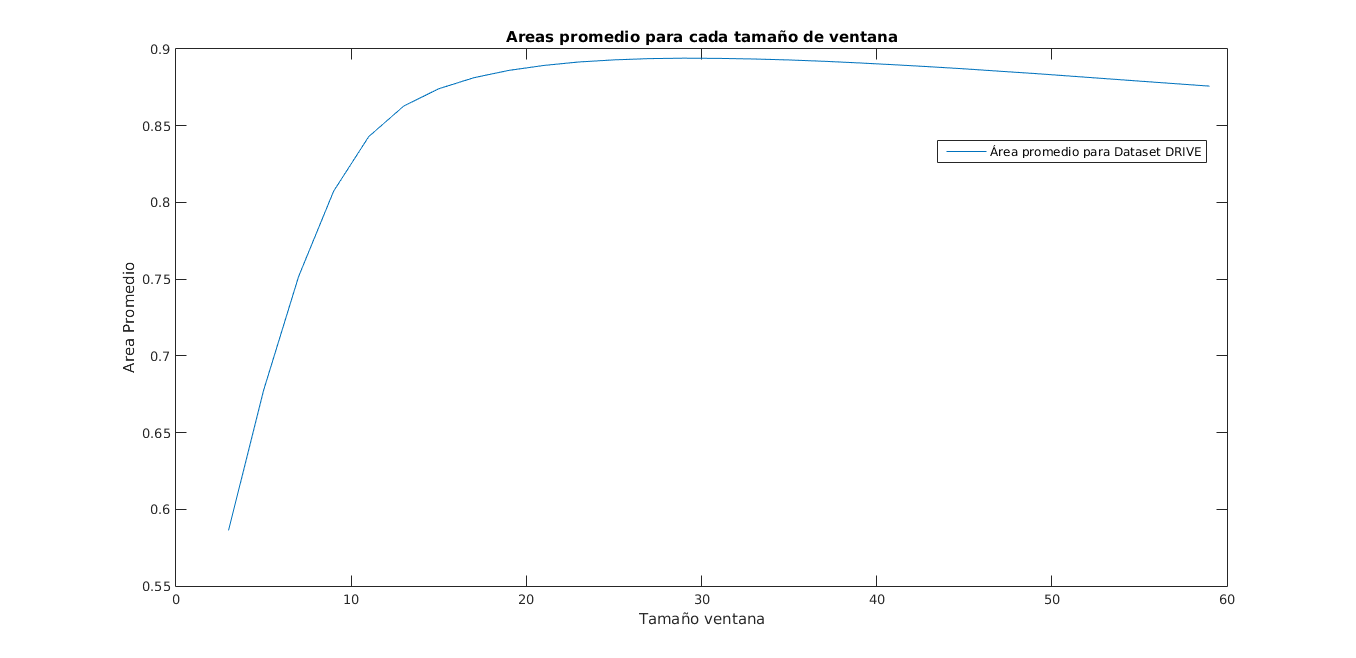 Areas promedio para cada tamaño de ventana
0.9
0.85
0.8
0.75
0.7
0.65
0.6
0.55
Area Promedio
Área promedio para Dataset DRIVE
0 10 20 30 40 50 60
Tamaño ventana